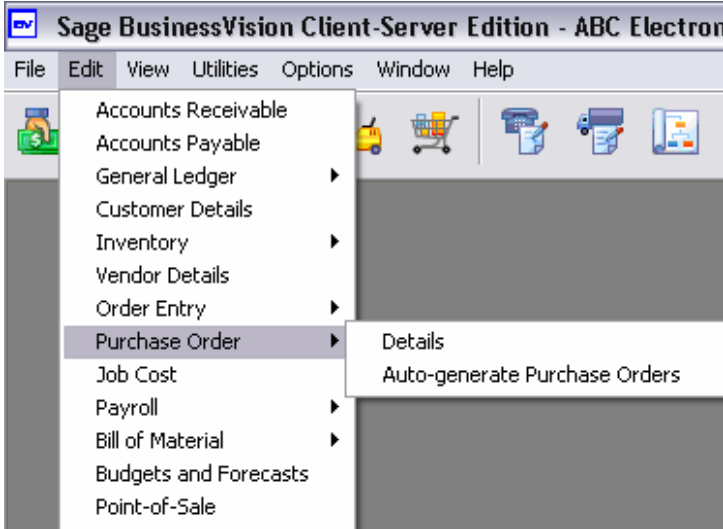 BV Sage BusinessVision Client-Server Edition - ABC Electron
File Edit View Utilities Options Window Help
Accounts Receivable
Accounts Payable
General Ledger
Customer Details
Inventory
Vendor Details
Order Entry
Purchase Order
Details
Auto-generate Purchase Orders
Job Cost
Payroll
Bill of Material
Budgets and Forecasts
Point-of-Sale